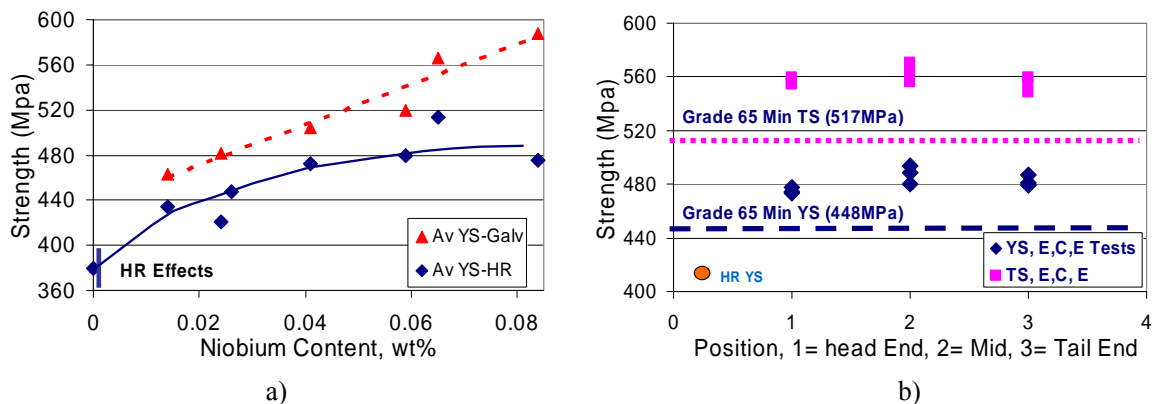 Strength (Mpa)
600
560
520
480
440
400
360
HR Effects
Av YS-Galv
Av YS-HR
0
0.02
0.04
0.06
0.08
Niobium Content, wt%
a)
Strength (Mpa)
600
560
520
480
440
400
Grade 65 Min TS (517MPa)
Grade 65 Min YS (448MPa)
HR YS
YS, E,C,E Tests
TS, E,C, E
0
1
2
3
4
Position, 1= head End, 2= Mid, 3= Tail End
b)